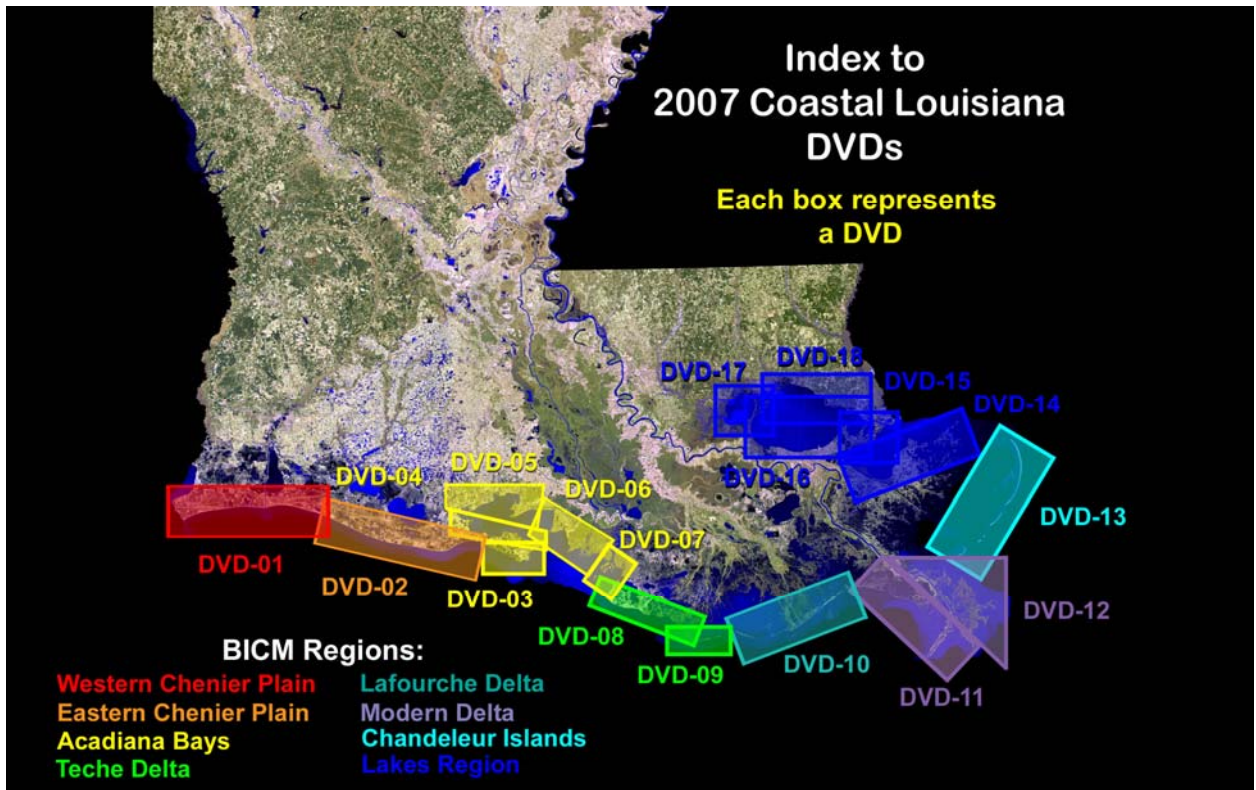 Index to
2007 Coastal Louisiana
DVDs
Each box represents
a DVD
DVD-18
DVD-17
DVD-15
DVD-14
DVD-16
DVD-04
DVD-05
DVD-06
DVD-07
DVD-13
DVD-01
DVD-02
DVD-03
DVD-08
DVD-09
DVD-10
DVD-12
DVD-11
BICM Regions:
Western Chenier Plain
Eastern Chenier Plain
Acadiana Bays
Teche Delta
Lafourche Delta
Modern Delta
Chandeleur Islands
Lakes Region